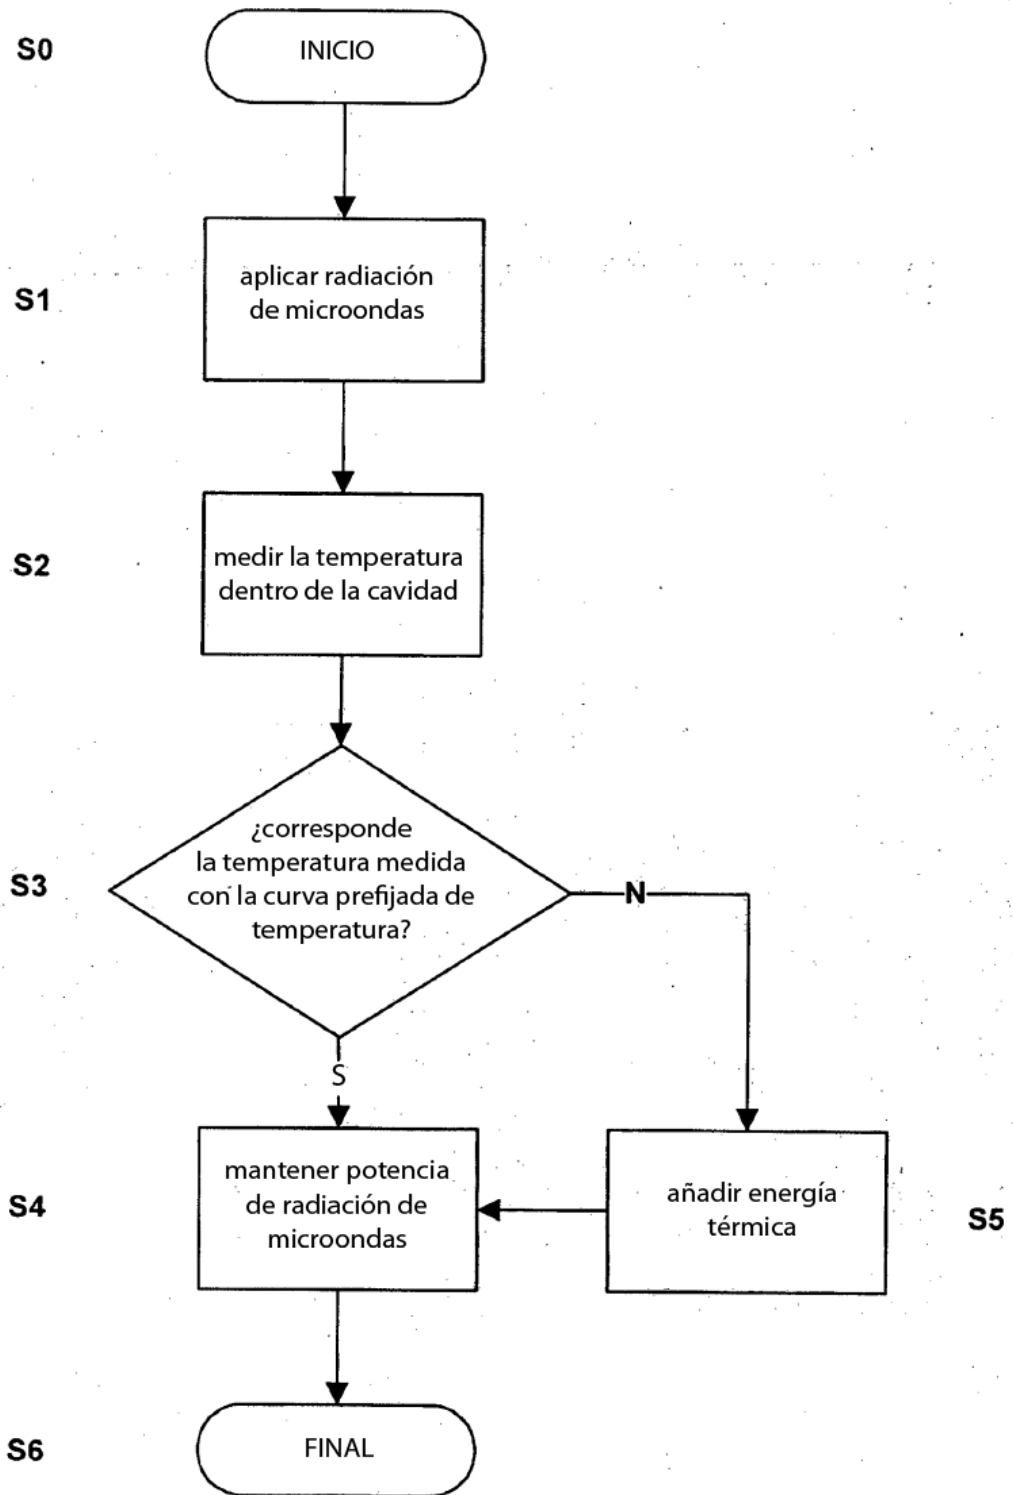 S0
INICIO
S1
aplicar radiación
de microondas
S2
medir la temperatura
dentro de la cavidad
S3
¿corresponde
la temperatura medida
con la curva prefijada de
temperatura?
N
S
S4
mantener potencia
de radiación de
microondas
añadir energía
térmica
S5
S6
FINAL